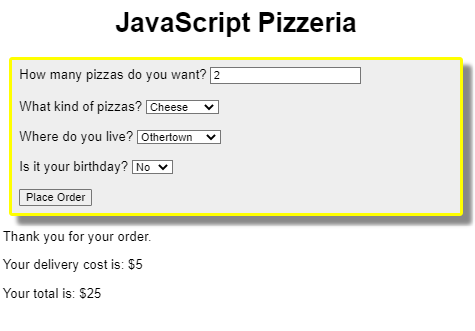 JavaScript Pizzeria
How many pizzas do you want? 2
What kind of pizzas? Cheese
Where do you live? Othertown
Is it your birthday? No
Place Order
Thank you for your order.
Your delivery cost is: $5
Your total is: $25